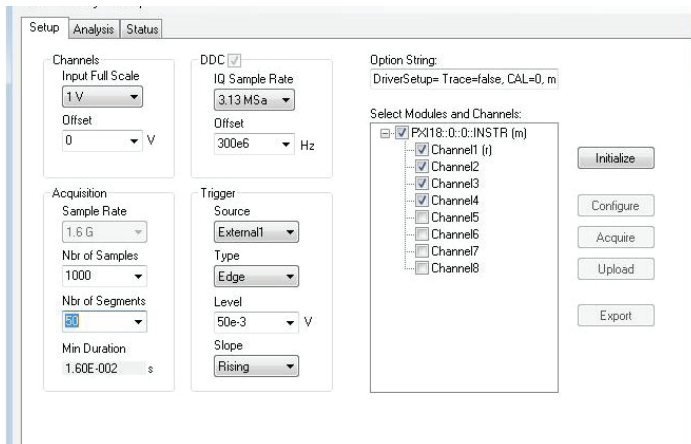 Setup
Analysis
Status
Channels
Input Full Scale
1 V
Offset
0
V
DDC
IQ Sample Rate
3.13 MSa
Offset
300e6
Hz
Acquisition
Sample Rate
1.6 G
Nbr of Samples
1000
Nbr of Segments
50
Min Duration
1.60E-002
s
Trigger
Source
External1
Type
Edge
Level
50e-3
V
Slope
Rising
Option String:
DriverSetup= Trace=false, CAL=0, m
Select Modules and Channels:
PXI18::0::0::INSTR (m)
Channel1 (r)
Channel2
Channel3
Channel4
Channel5
Channel6
Channel7
Channel8
Initialize
Configure
Acquire
Upload
Export